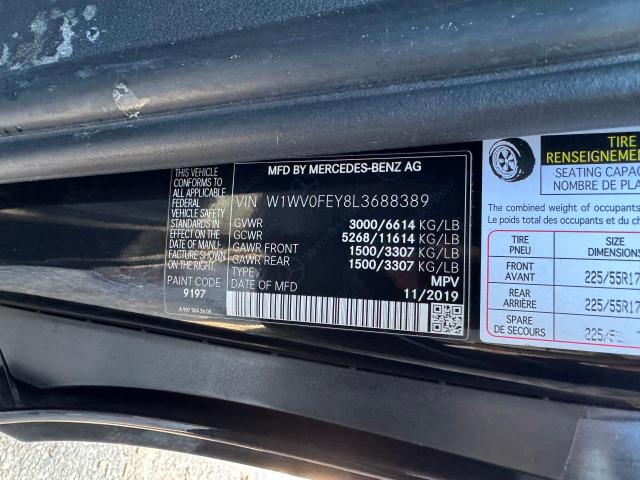 THIS VEHICLE
CONFORMS TO
ALL APPLICABLE
FEDERAL
VEHICLE SAFETY
STANDARDS
IN EFFECT
ON THE
DATE OF MANU-
FACTURE SHOWN
ON THE RIGHT.
PAINT CODE
9197
MFD BY MERCEDES-BENZ AG
VIN W1WV0FEY8L3688389
GVWR 3000/6614 KG/LB
GCWR 5268/11614 KG/LB
GAWR FRONT 1500/3307 KG/LB
GAWR REAR 1500/3307 KG/LB
TYPE MPV
DATE OF MFD 11/2019
TIRE
RENSEIGNEMENT
SEATING CAPAC
NOMBRE DE PLA
The combined weight of occupants
Le poids total des occupants et du c
TIRE
PNEU
SIZE
DIMENSIONS
FRONT
AVANT
225/55R17
REAR
ARRIÈRE
225/55R17
SPARE
DE SECOURS